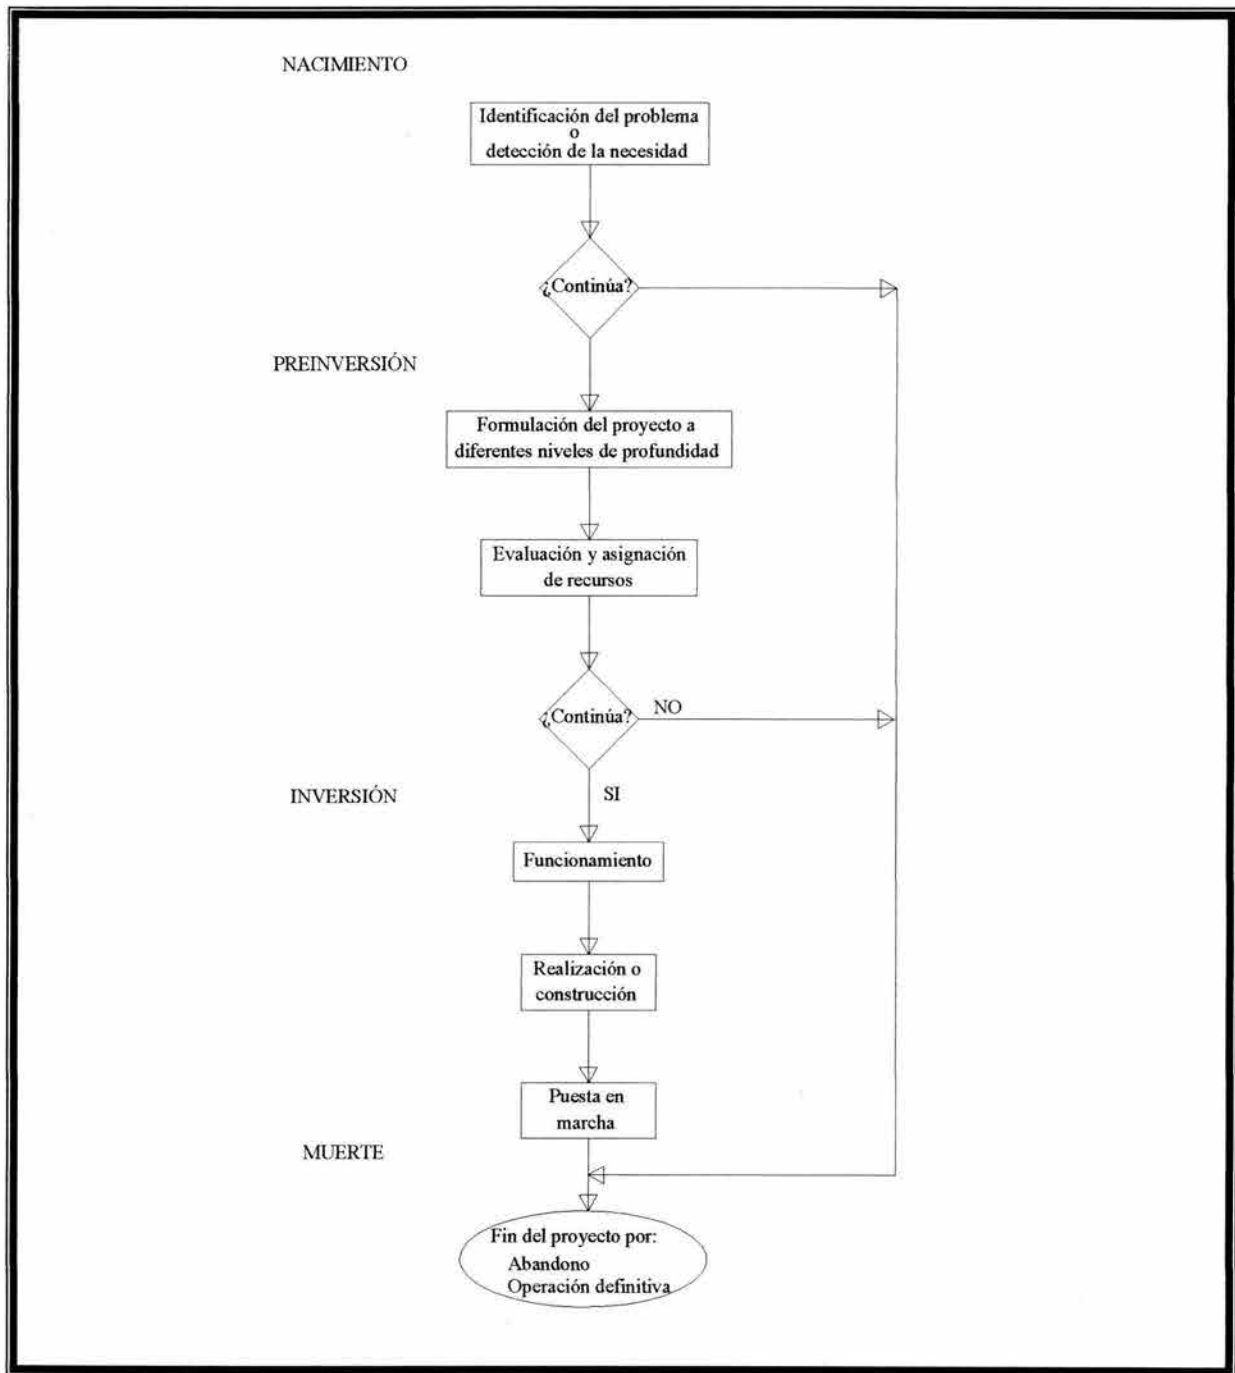 NACIMIENTO
Identificación del problema
o
detección de la necesidad
¿Continúa?
PREINVERSIÓN
Formulación del proyecto a
diferentes niveles de profundidad
Evaluación y asignación
de recursos
¿Continúa?
NO
SI
INVERSIÓN
Funcionamiento
Realización o
construcción
Puesta en
marcha
MUERTE
Fin del proyecto por:
Abandono
Operación definitiva